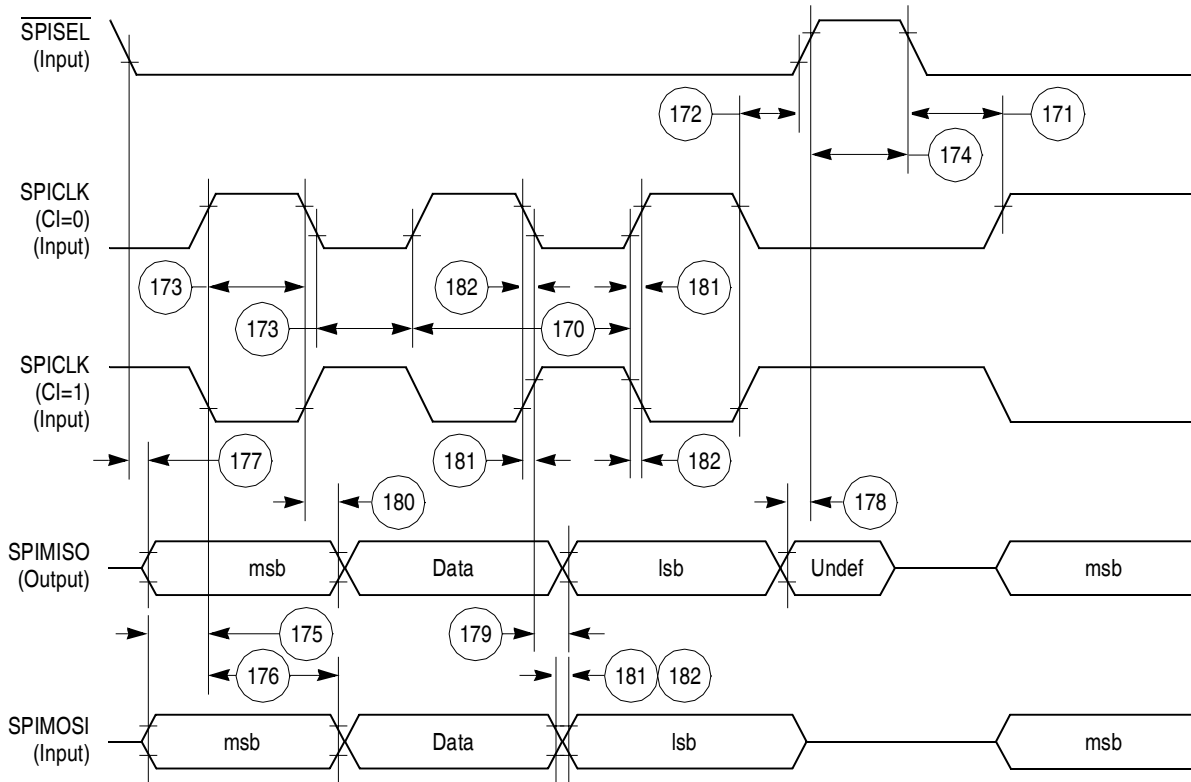 SPISEL
(Input)
172
171
174
SPICLK
(CI=0)
(Input)
173
182
181
173
170
SPICLK
(CI=1)
(Input)
177
181
182
180
178
SPIMISO
(Output)
msb
Data
lsb
Undef
msb
175
179
176
181
182
SPIMOSI
(Input)
msb
Data
lsb
msb